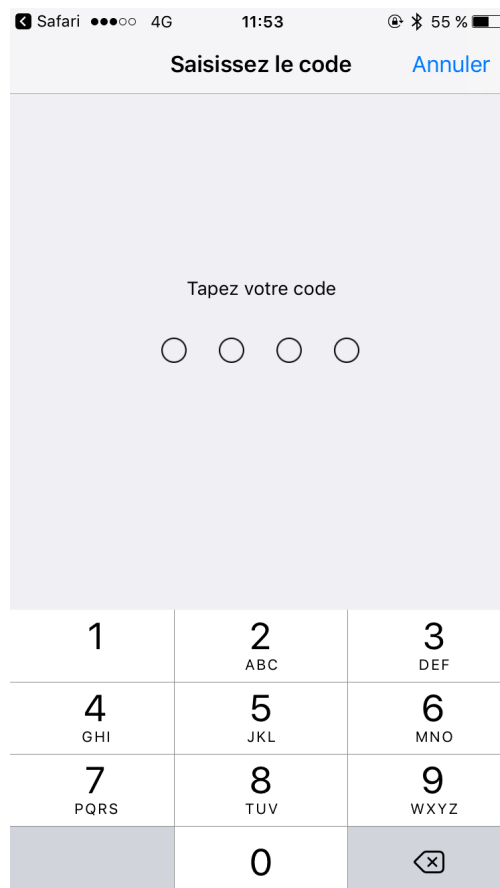 Safari 4G 11:53 55 %
Saisissez le code Annuler
Tapez votre code
1 2 3
ABC DEF
4 5 6
GHI JKL MNO
7 8 9
PQRS TUV WXYZ
0